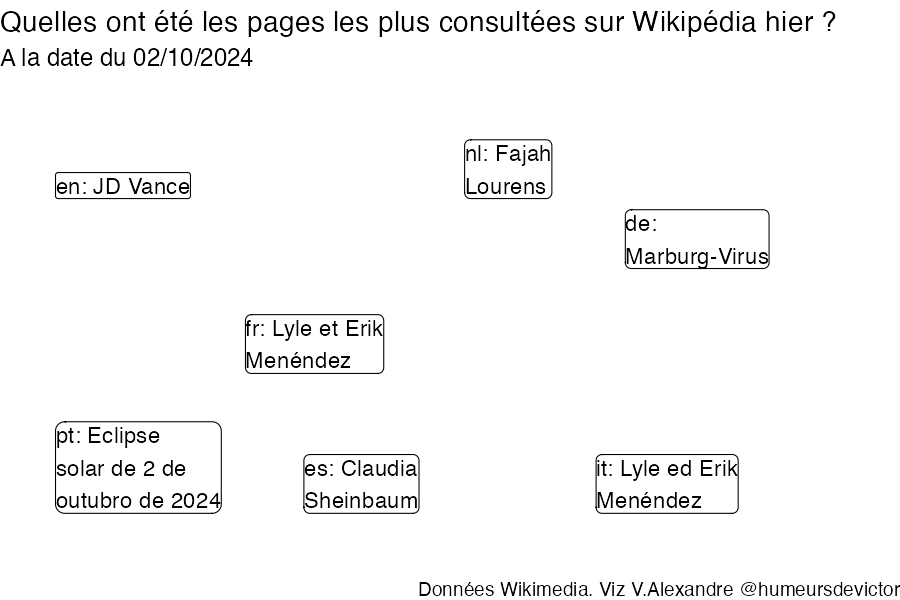 Quelles ont été les pages les plus consultées sur Wikipédia hier ?
A la date du 02/10/2024
nl: Fajah
Lourens
en: JD Vance
de:
Marburg-Virus
fr: Lyle et Erik
Menéndez
pt: Eclipse
solar de 2 de
outubro de 2024
es: Claudia
Sheinbaum
it: Lyle ed Erik
Menéndez
Données Wikimedia. Viz V.Alexandre @humeursdevictor